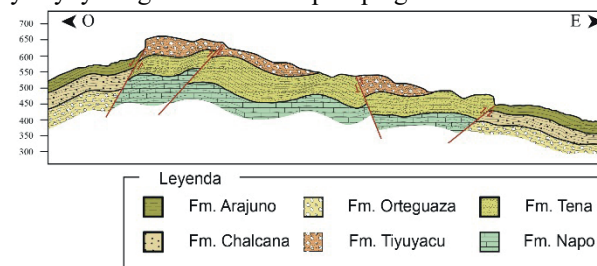 O E
700
650
600
550
500
450
400
350
300
Leyenda
Fm. Arajuno Fm. Orteguaza Fm. Tena
Fm. Chalcana Fm. Tiyuyacu Fm. Napo